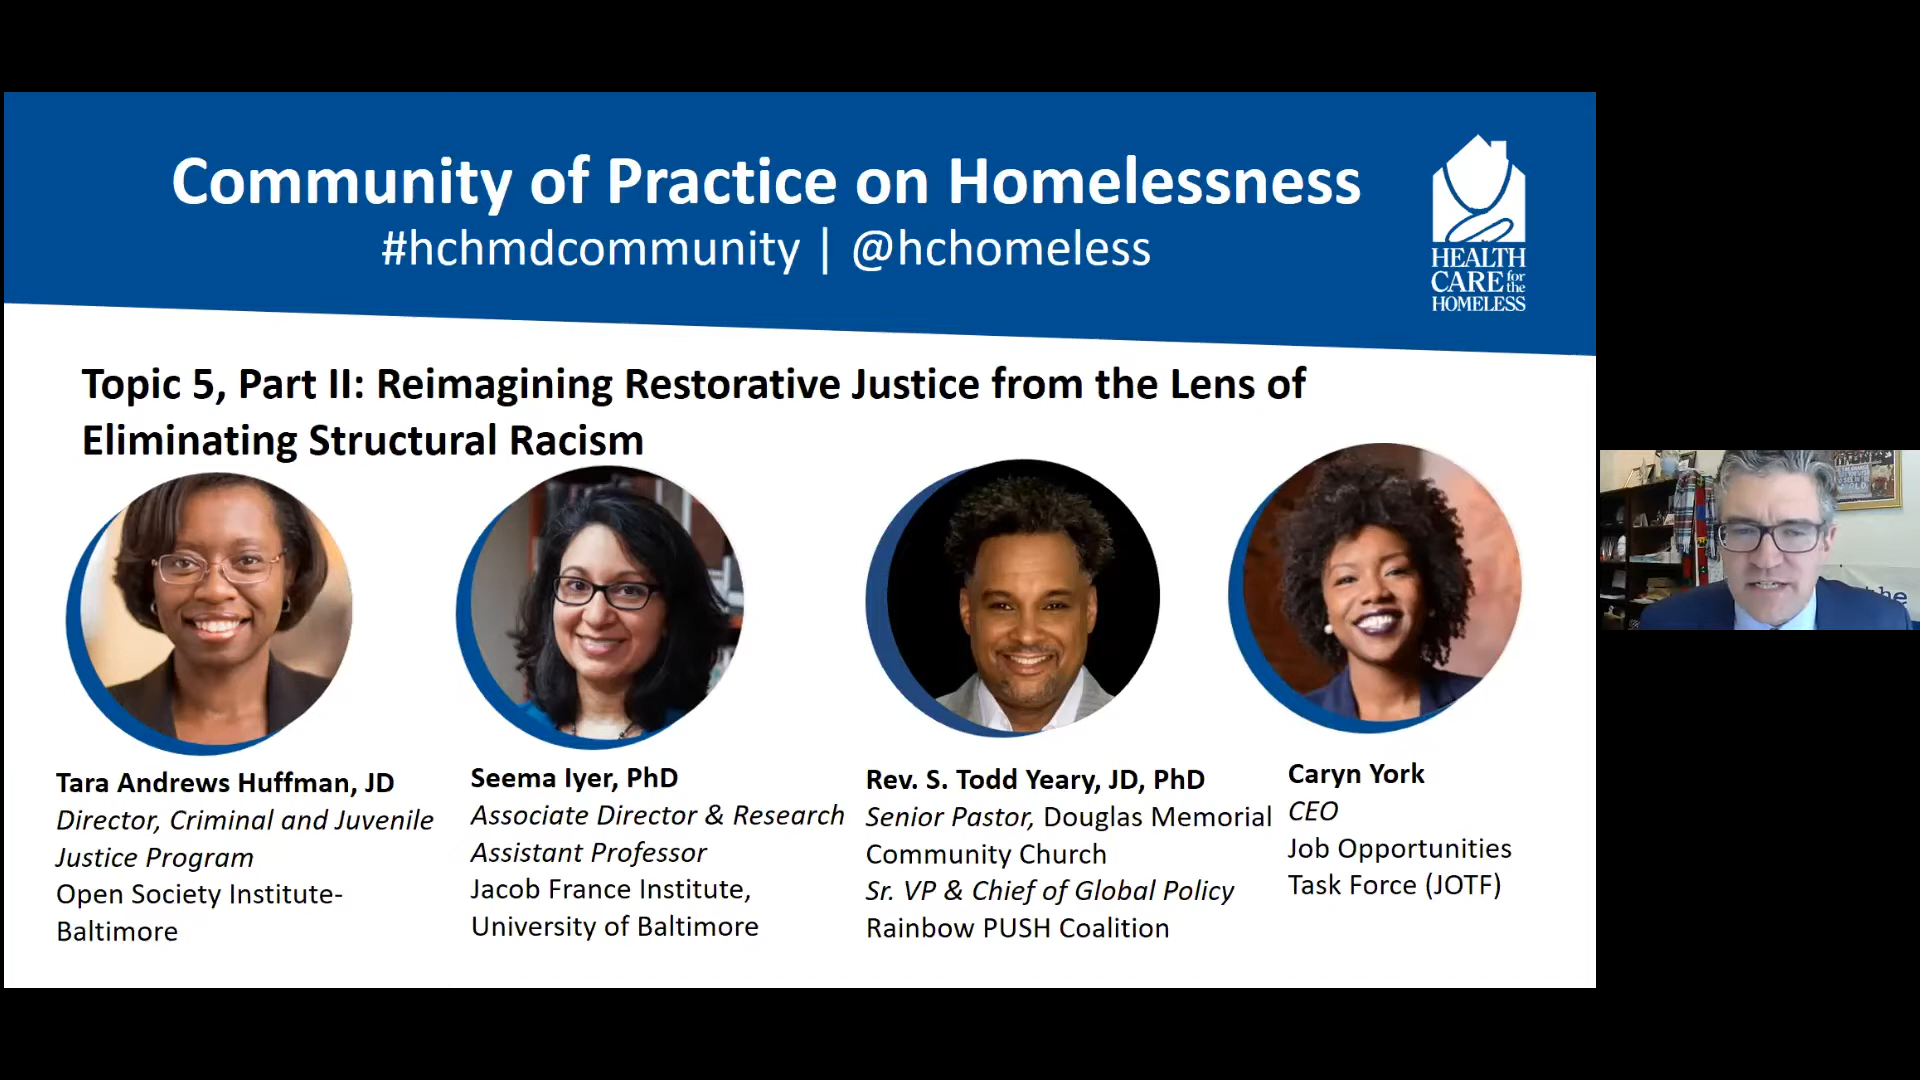 Community of Practice on Homelessness
#hchmdcommunity | @hchomeless
HEALTH
CARE for the
HOMELESS
Topic 5, Part II: Reimagining Restorative Justice from the Lens of
Eliminating Structural Racism
Tara Andrews Huffman, JD
Director, Criminal and Juvenile
Justice Program
Open Society Institute-
Baltimore
Seema Iyer, PhD
Associate Director & Research
Assistant Professor
Jacob France Institute,
University of Baltimore
Rev. S. Todd Yeary, JD, PhD
Senior Pastor, Douglas Memorial
Community Church
Sr. VP & Chief of Global Policy
Rainbow PUSH Coalition
Caryn York
CEO
Job Opportunities
Task Force (JOTF)
the